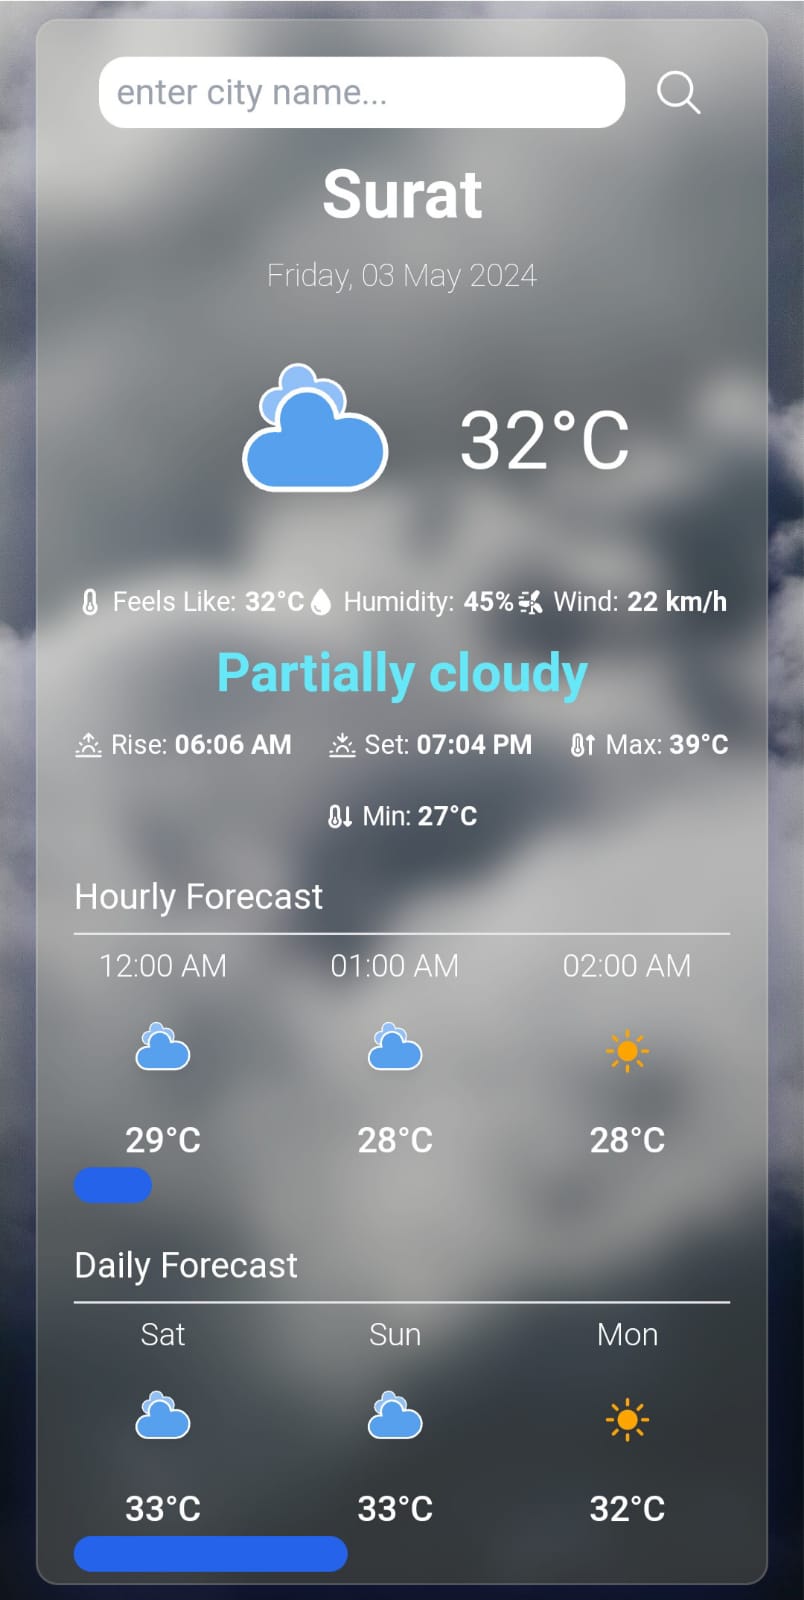 enter city name...
Surat
Friday, 03 May 2024
32°C
Feels Like: 32°C Humidity: 45% Wind: 22 km/h
Partially cloudy
Rise: 06:06 AM Set: 07:04 PM Max: 39°C
Min: 27°C
Hourly Forecast
12:00 AM 01:00 AM 02:00 AM
29°C 28°C 28°C
Daily Forecast
Sat Sun Mon
33°C 33°C 32°C